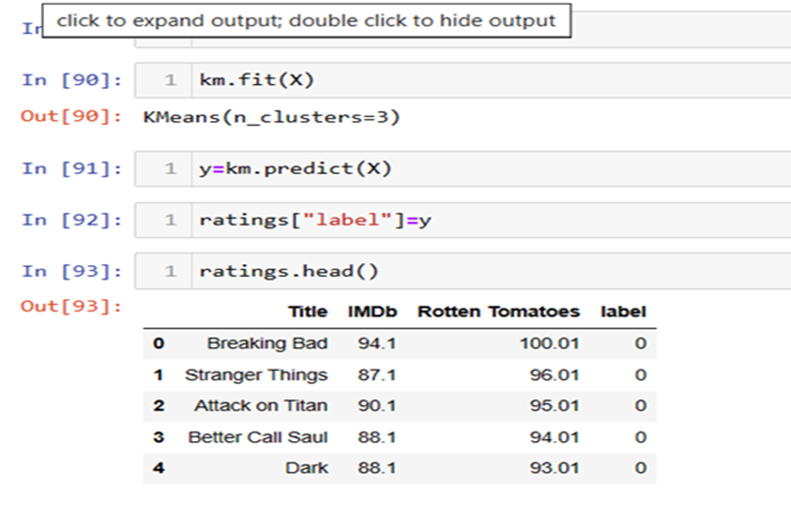 In
click to expand output; double click to hide output
In [90]: 1 km.fit(X)
Out[90]: KMeans(n_clusters=3)
In [91]: 1 y=km.predict(X)
In [92]: 1 ratings["label"]=y
In [93]: 1 ratings.head()
Out[93]:
Title IMDb Rotten Tomatoes label
0 Breaking Bad 94.1 100.01 0
1 Stranger Things 87.1 96.01 0
2 Attack on Titan 90.1 95.01 0
3 Better Call Saul 88.1 94.01 0
4 Dark 88.1 93.01 0